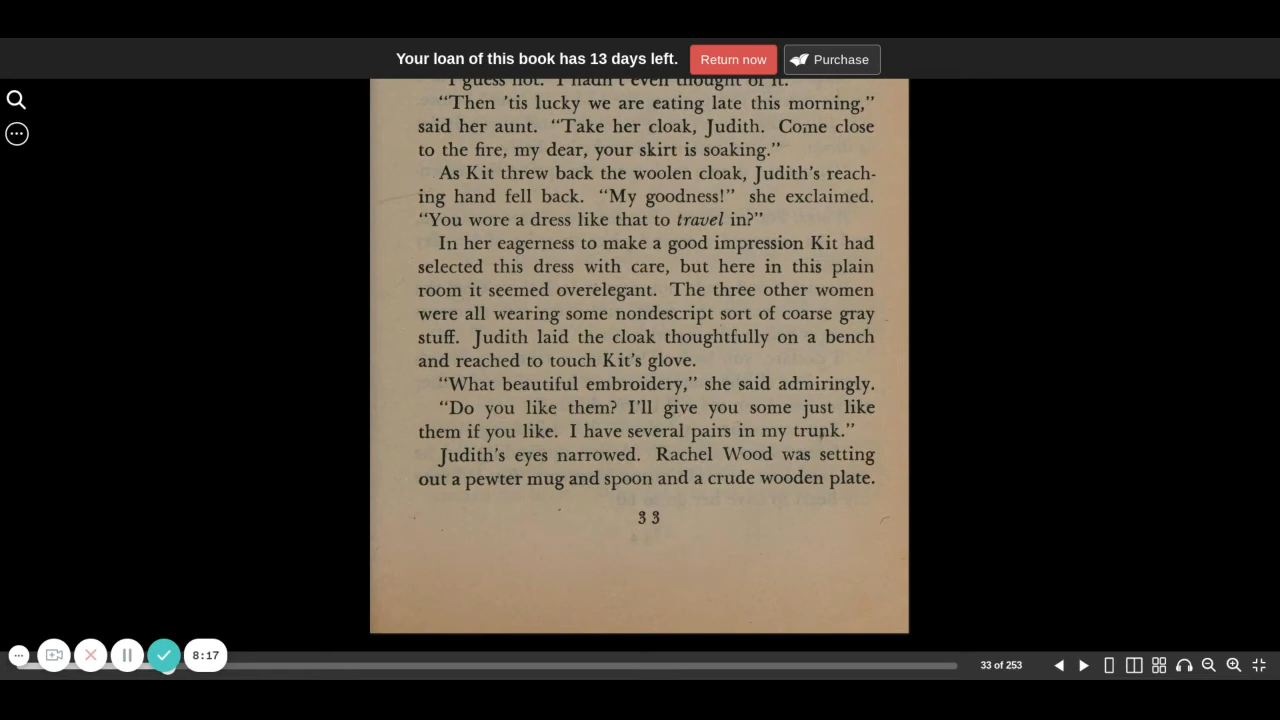 Your loan of this book has 13 days left.
Return now
Purchase
"I guess not. I hadn't even thought of it."
"Then 'tis lucky we are eating late this morning,"
said her aunt. "Take her cloak, Judith. Come close
to the fire, my dear, your skirt is soaking."
As Kit threw back the woolen cloak, Judith's reach-
ing hand fell back. "My goodness!" she exclaimed.
"You wore a dress like that to travel in?"
In her eagerness to make a good impression Kit had
selected this dress with care, but here in this plain
room it seemed overelegant. The three other women
were all wearing some nondescript sort of coarse gray
stuff. Judith laid the cloak thoughtfully on a bench
and reached to touch Kit's glove.
"What beautiful embroidery," she said admiringly.
"Do you like them? I'll give you some just like
them if you like. I have several pairs in my trunk."
Judith's eyes narrowed. Rachel Wood was setting
out a pewter mug and spoon and a crude wooden plate.
33
8:17
33 of 253